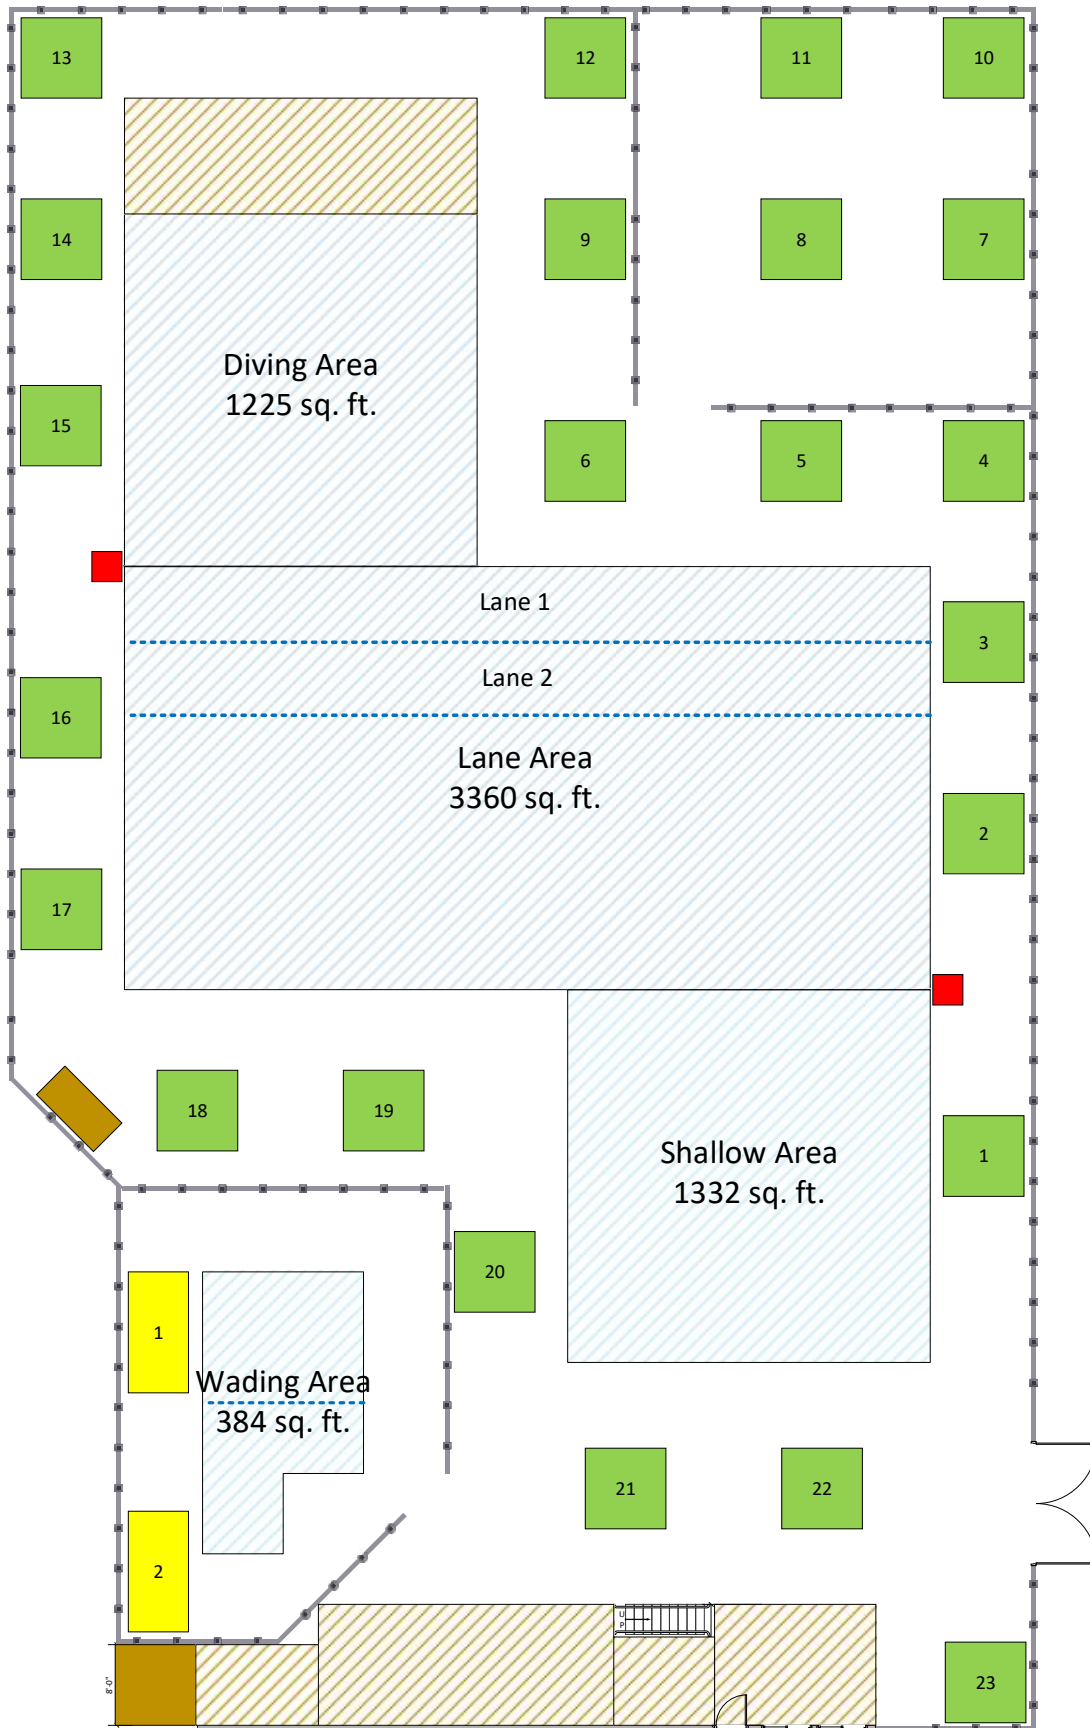 13
12
11
10
14
9
8
7
Diving Area
1225 sq. ft.
15
6
5
4
Lane 1
3
Lane 2
16
Lane Area
3360 sq. ft.
2
17
18
19
Shallow Area
1332 sq. ft.
1
20
1
Wading Area
384 sq. ft.
21
22
2
U
P
8'-0"
23